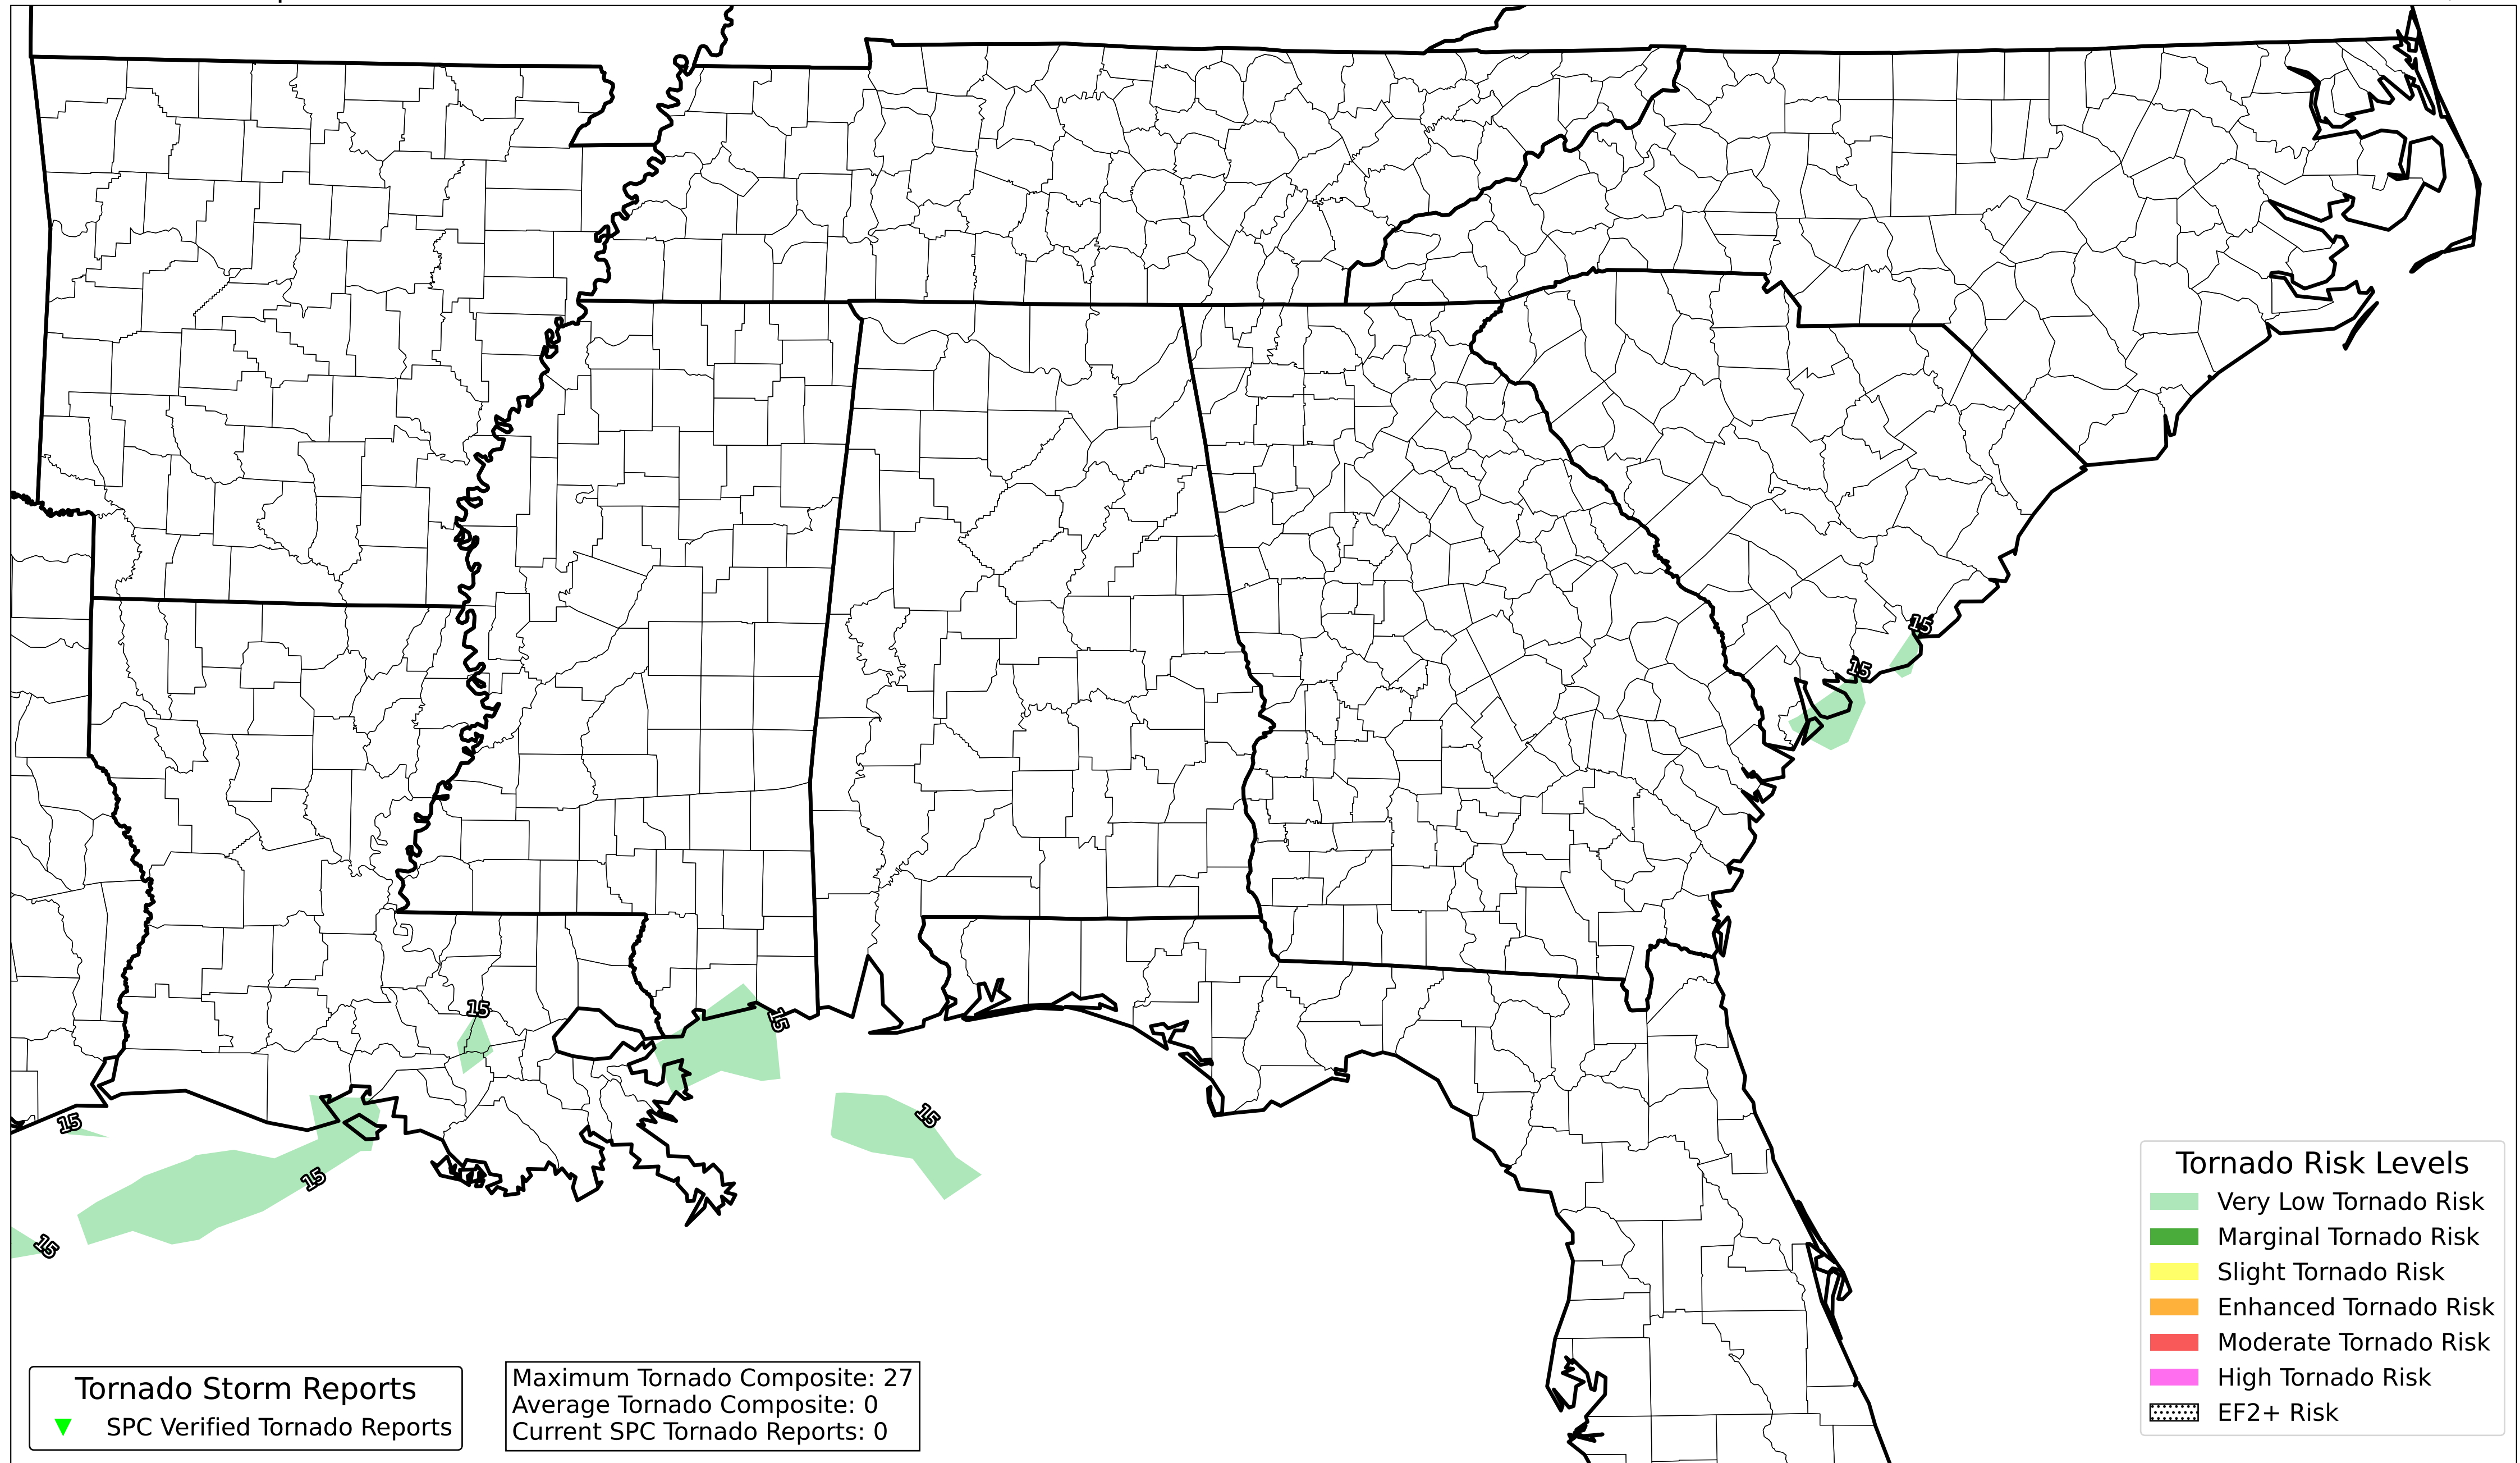 15
15
15
15
15
15
15
15
Tornado Risk Levels
Very Low Tornado Risk
Marginal Tornado Risk
Slight Tornado Risk
Enhanced Tornado Risk
Moderate Tornado Risk
High Tornado Risk
EF2+ Risk
Tornado Storm Reports
SPC Verified Tornado Reports
Maximum Tornado Composite: 27
Average Tornado Composite: 0
Current SPC Tornado Reports: 0